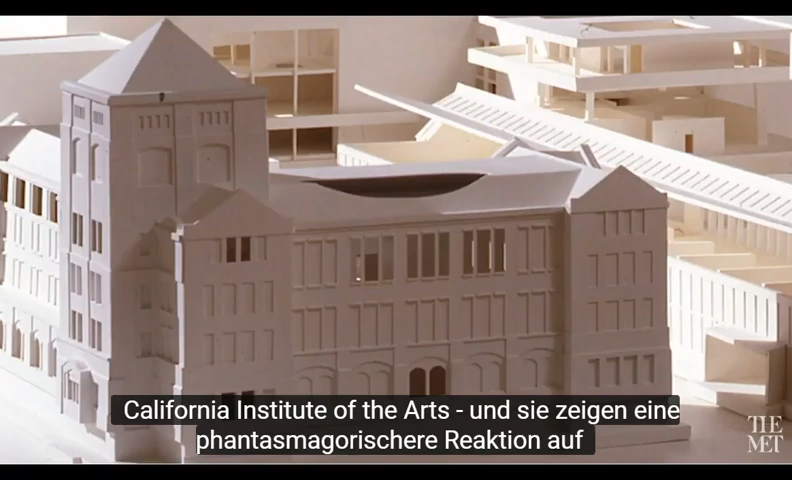 California Institute of the Arts - und sie zeigen eine
phantasmagorischere Reaktion auf
THE
MET